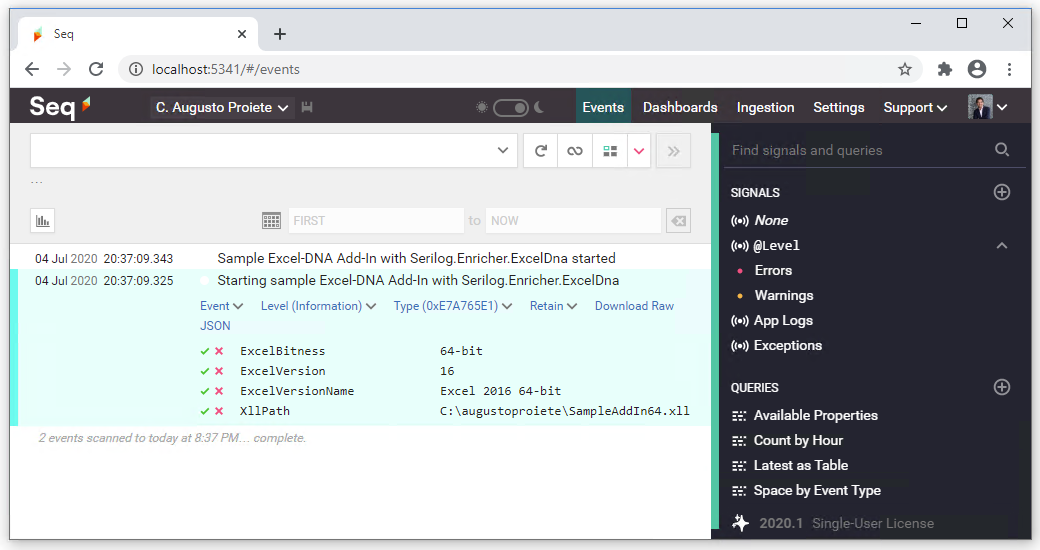 Seq
localhost:5341/#/events
Seq
C. Augusto Proiete
Events
Dashboards
Ingestion
Settings
Support
...
FIRST
to
NOW
04 Jul 2020 20:37:09.343
Sample Excel-DNA Add-In with Serilog.Enricher.ExcelDna started
04 Jul 2020 20:37:09.325
Starting sample Excel-DNA Add-In with Serilog.Enricher.ExcelDna
Event
Level (Information)
Type (0xE7A765E1)
Retain
Download Raw
JSON
ExcelBitness 64-bit
ExcelVersion 16
ExcelVersionName Excel 2016 64-bit
XllPath C:\augustoproiete\SampleAddIn64.xll
2 events scanned to today at 8:37 PM... complete.
Find signals and queries
SIGNALS
None
@Level
Errors
Warnings
App Logs
Exceptions
QUERIES
Available Properties
Count by Hour
Latest as Table
Space by Event Type
2020.1 Single-User License